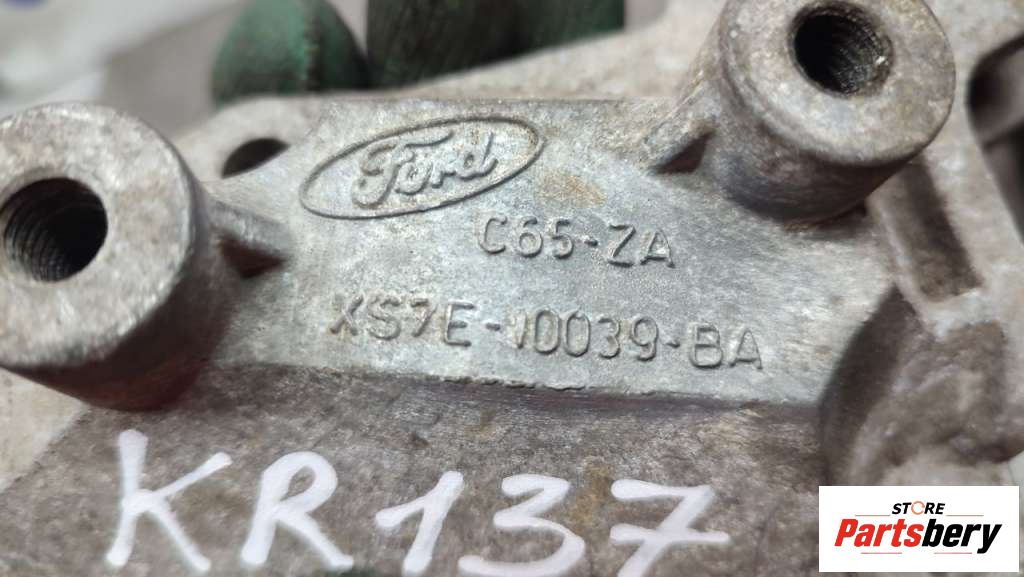 Ford
C65-ZA
XS7E-10039-BA
KR137
STORE
Partsbery